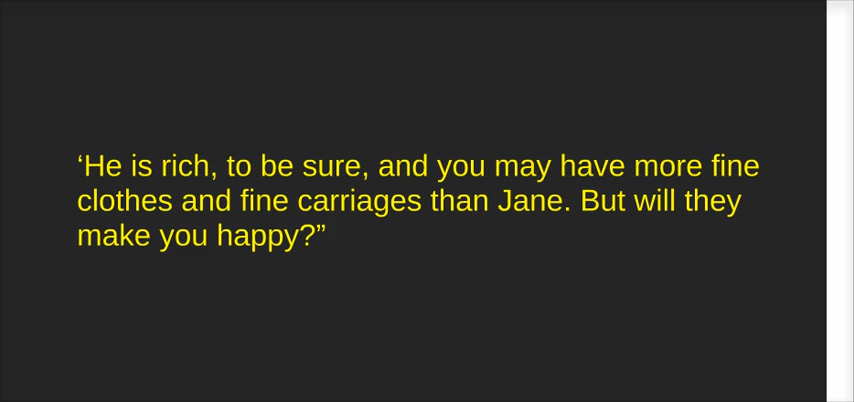 ‘He is rich, to be sure, and you may have more fine
clothes and fine carriages than Jane. But will they
make you happy?”